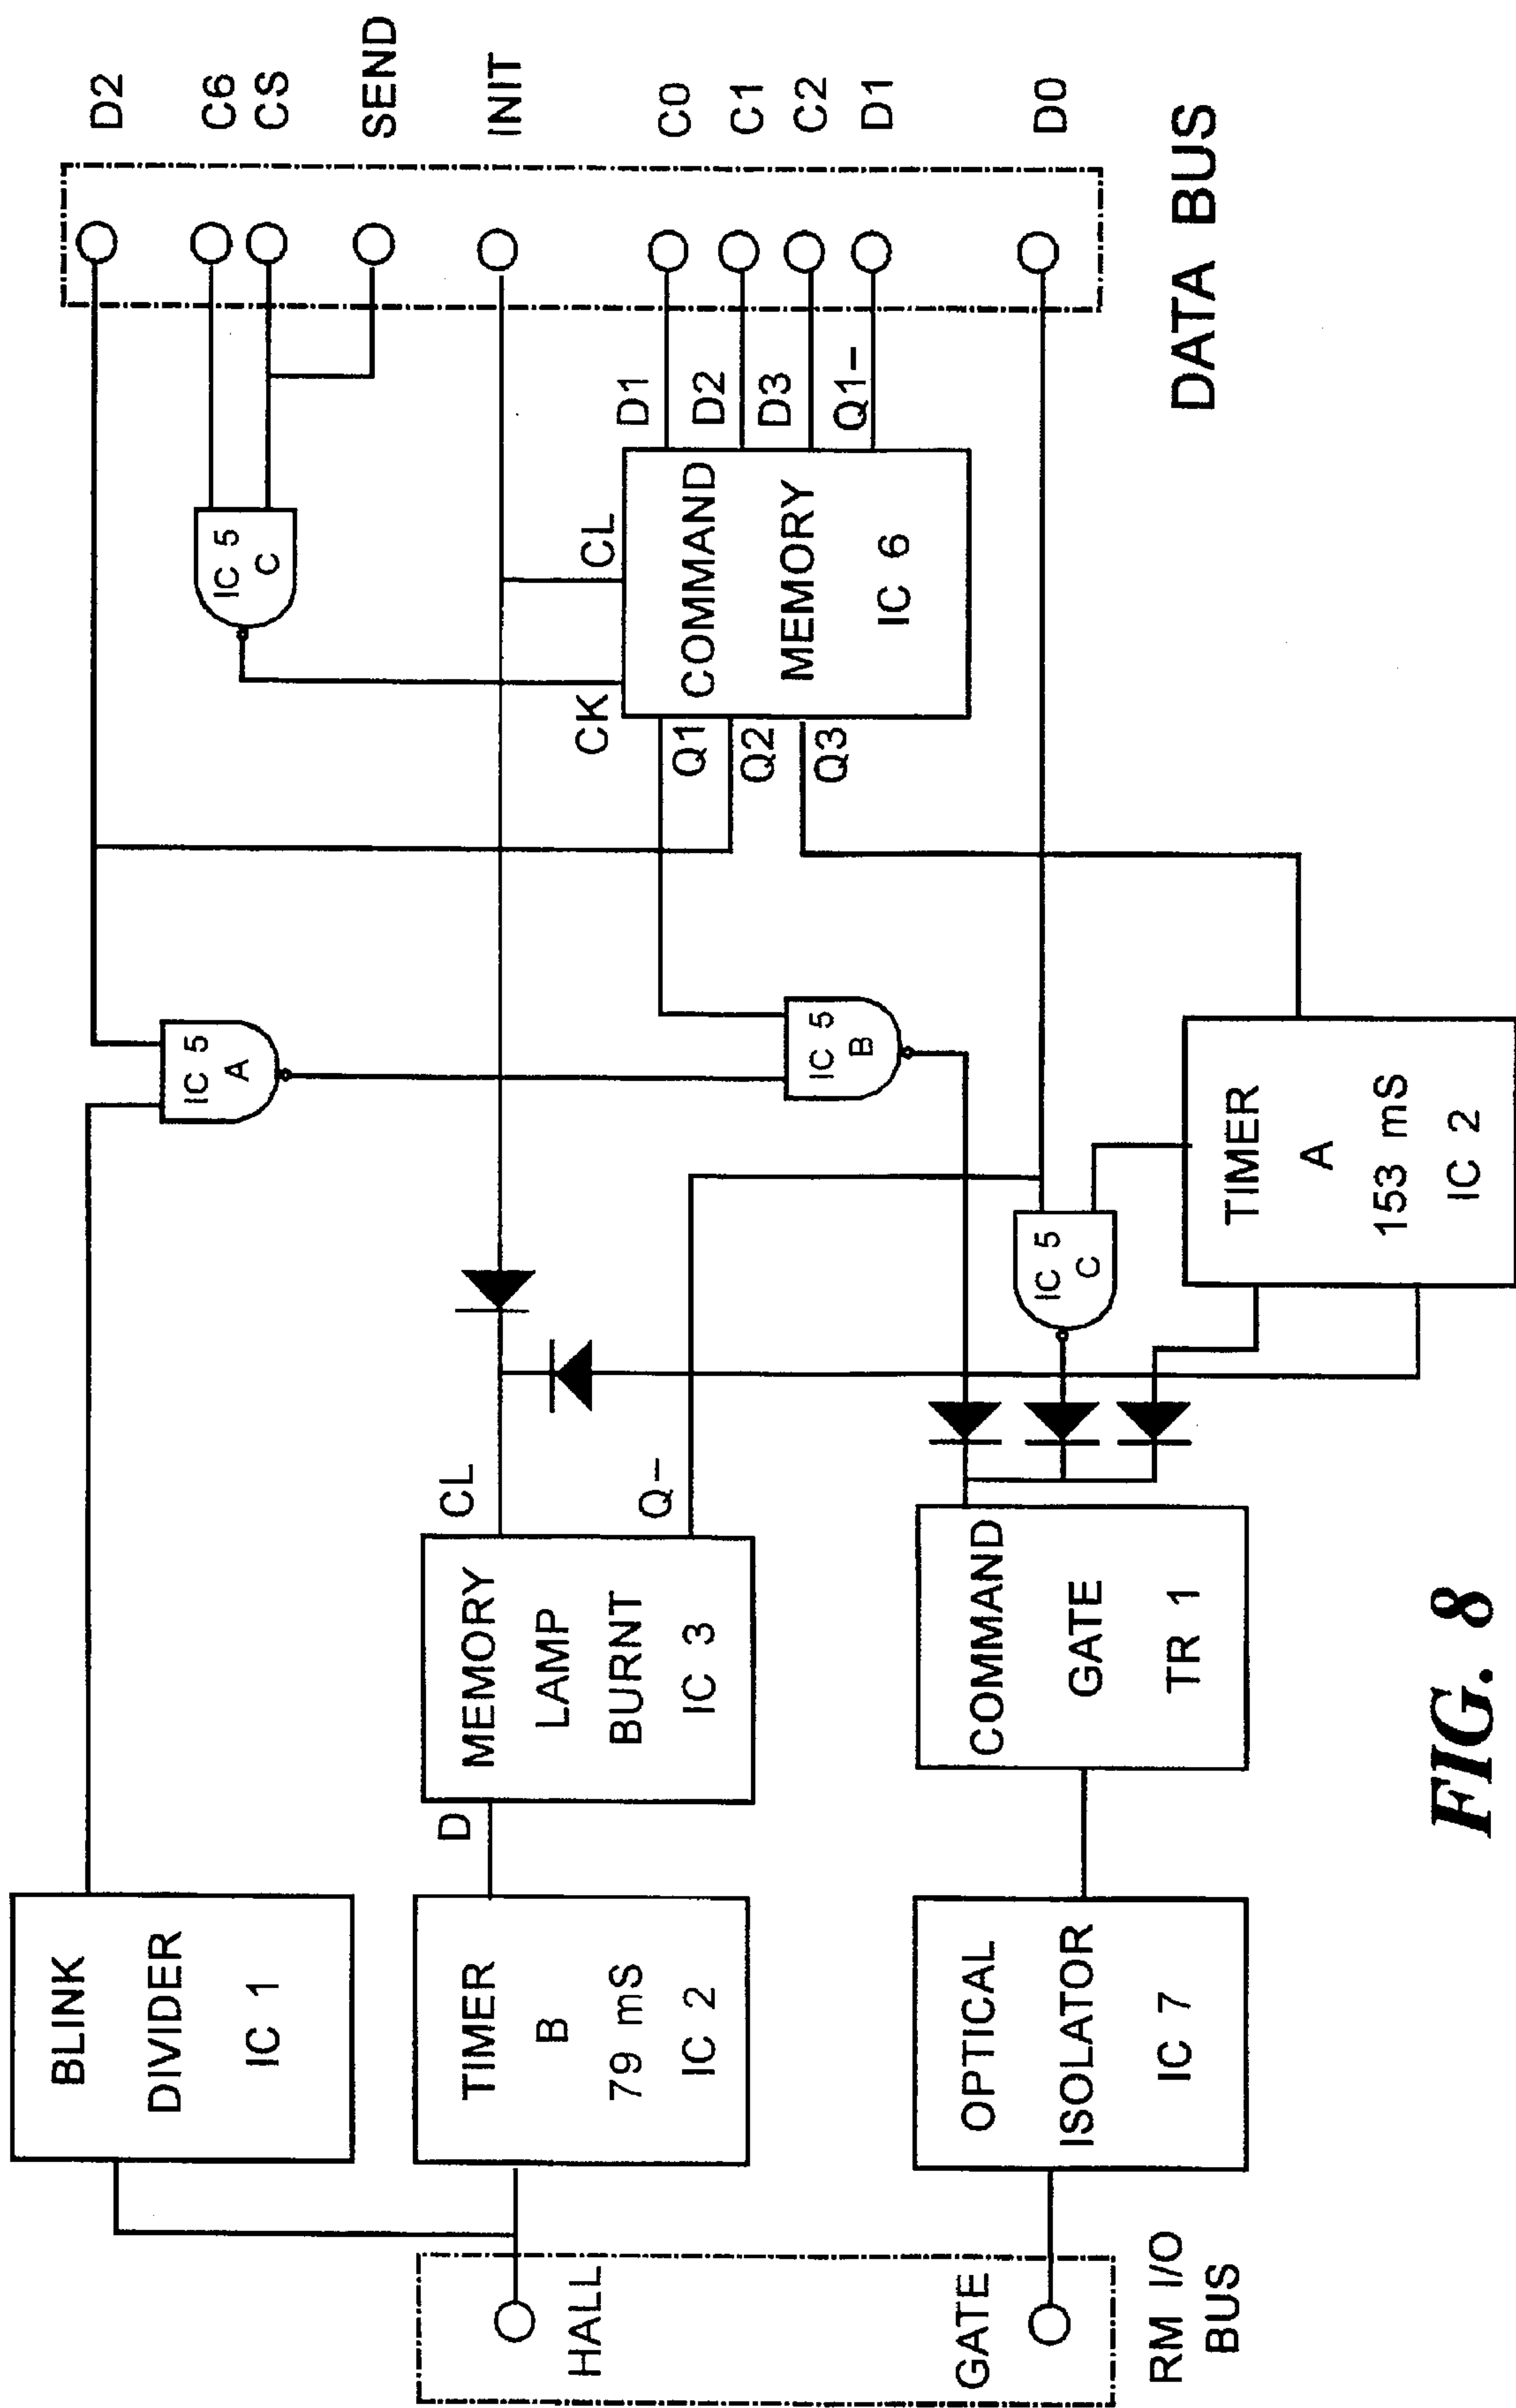 BLINK
DIVIDER
IC 1
HALL
TIMER
B
79 mS
IC 2
D
MEMORY
LAMP
BURNT
IC 3
CL
Q–
GATE
RM I/O
BUS
OPTICAL
ISOLATOR
IC 7
COMMAND
GATE
TR 1
IC 5
A
IC 5
B
IC 5
C
TIMER
A
153 mS
IC 2
IC 5
C
CK
CL
COMMAND
MEMORY
IC 6
Q1
Q2
Q3
D1
D2
D3
Q1–
D2
C6
CS
SEND
INIT
C0
C1
C2
D1
D0
DATA BUS
FIG. 8